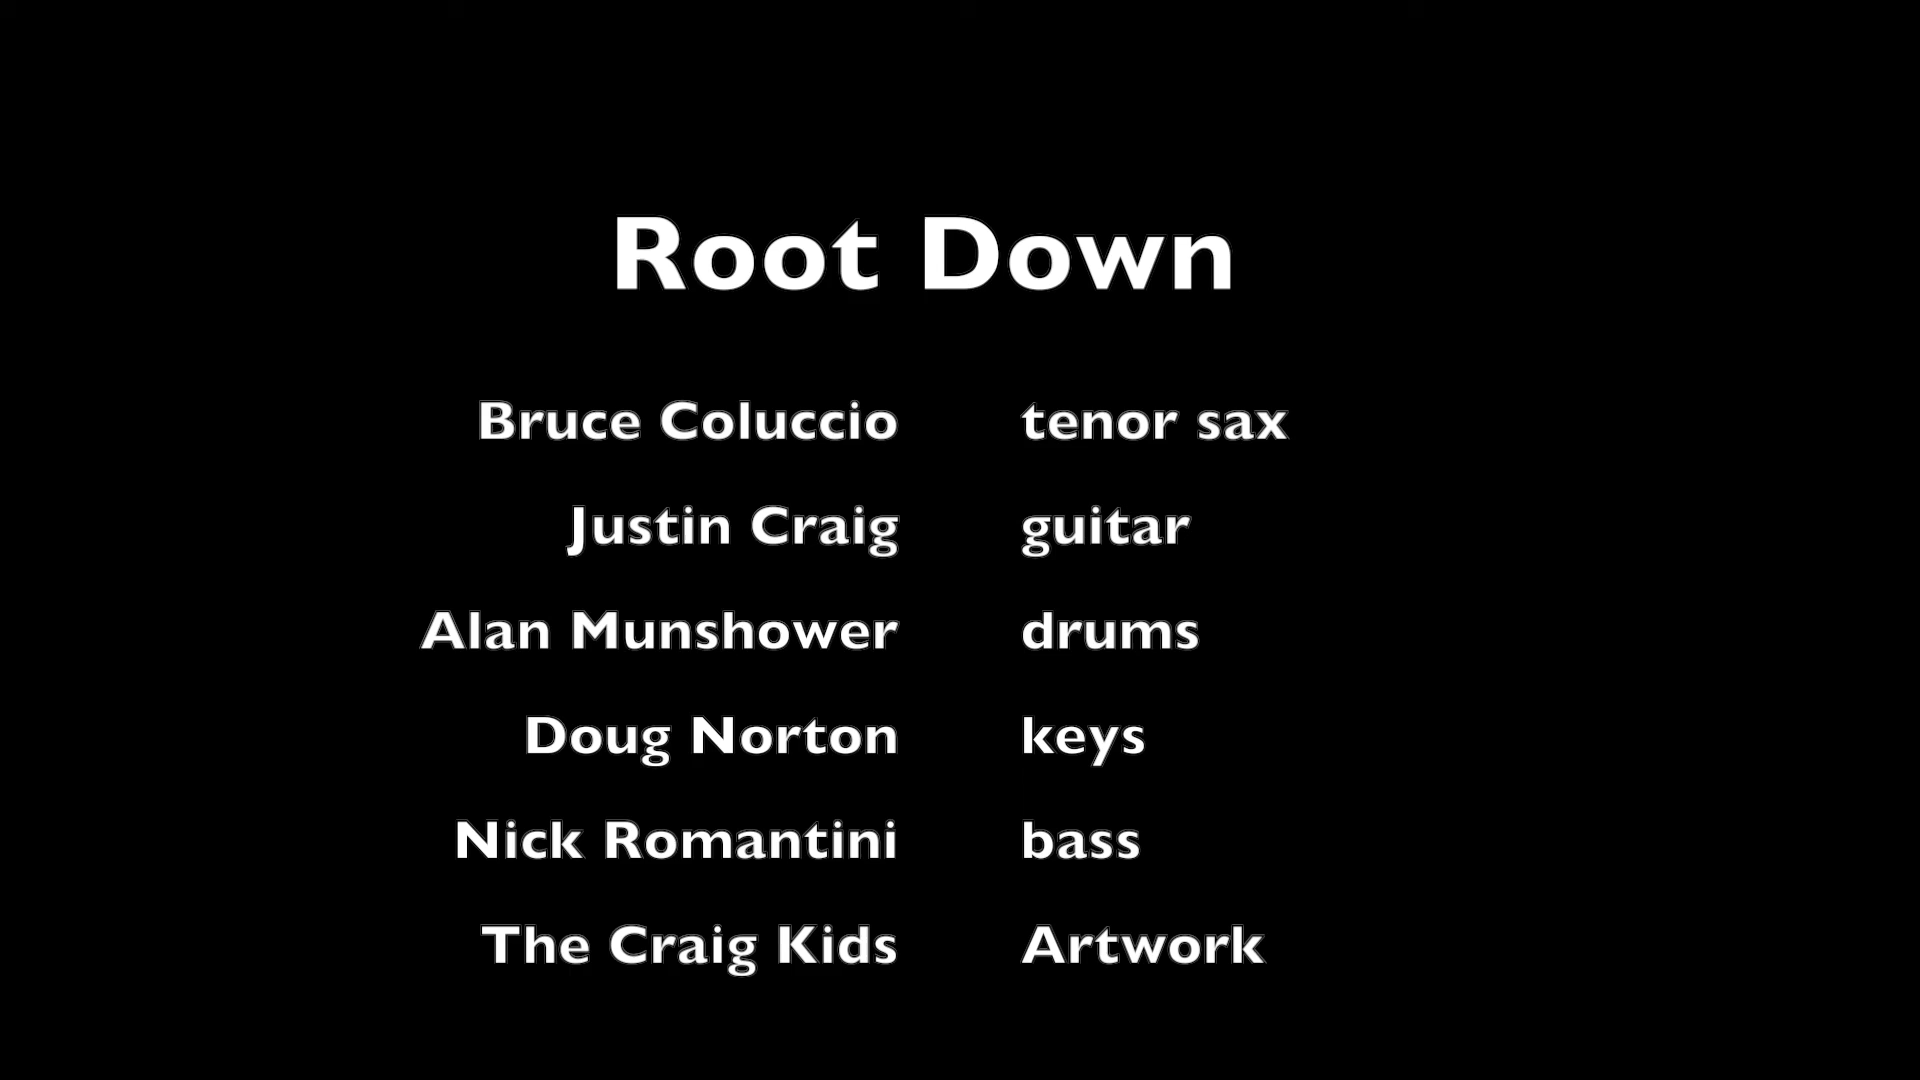 Root Down
Bruce Coluccio tenor sax
Justin Craig guitar
Alan Munshower drums
Doug Norton keys
Nick Romantini bass
The Craig Kids Artwork